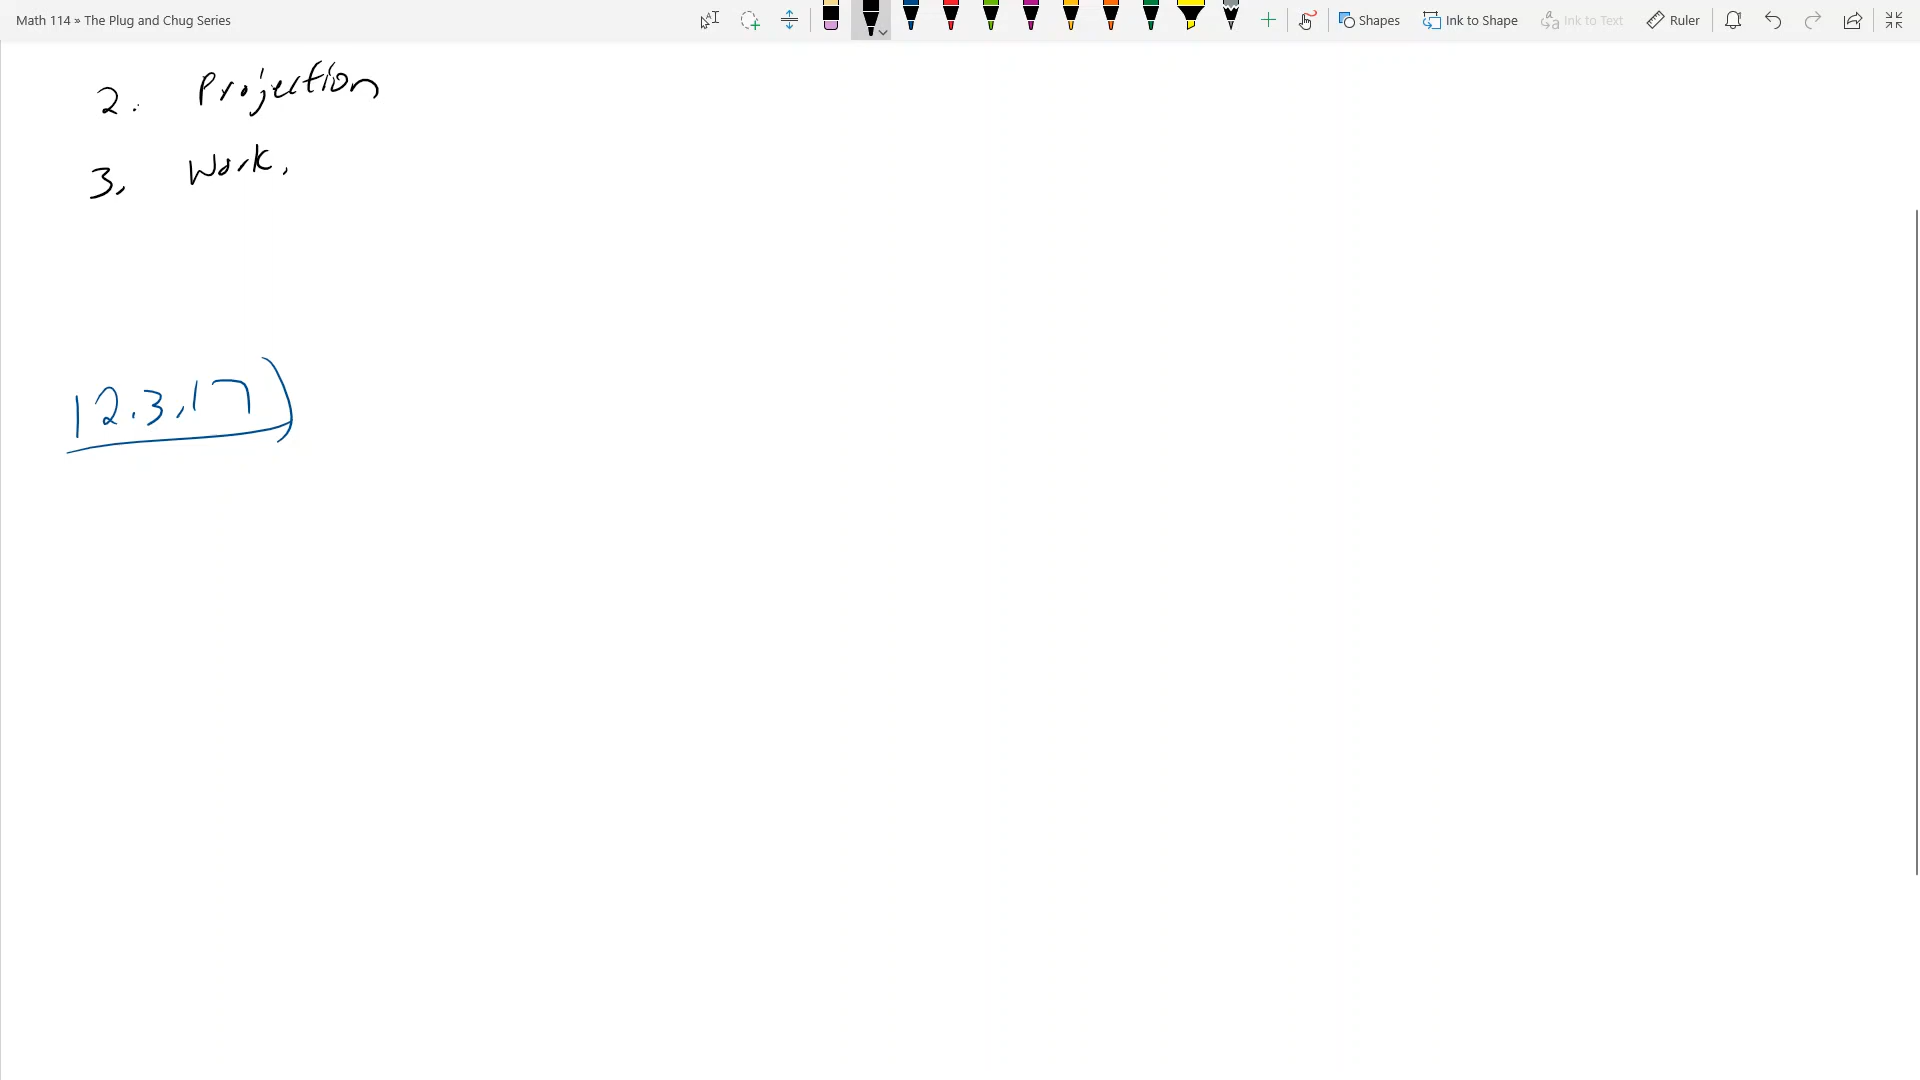 Math 114 » The Plug and Chug Series Shapes Ink to Shape Ink to Text Ruler
2. Projection
3. Work.
12.3.17)